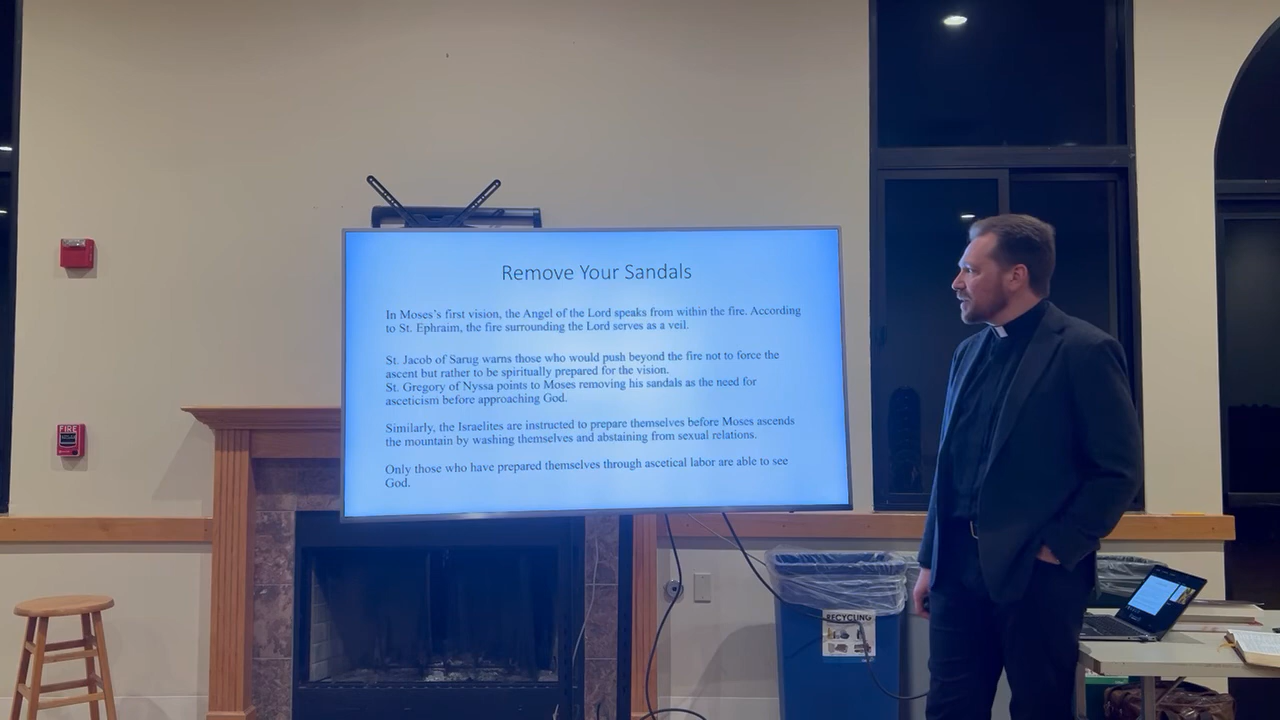 Remove Your Sandals
In Moses's first vision, the Angel of the Lord speaks from within the fire. According
to St. Ephraim, the fire surrounding the Lord serves as a veil.
St. Jacob of Sarug warns those who would push beyond the fire not to force the
ascent but rather to be spiritually prepared for the vision.
St. Gregory of Nyssa points to Moses removing his sandals as the need for
asceticism before approaching God.
Similarly, the Israelites are instructed to prepare themselves before Moses ascends
the mountain by washing themselves and abstaining from sexual relations.
Only those who have prepared themselves through ascetical labor are able to see
God.
FIRE
RECYCLING